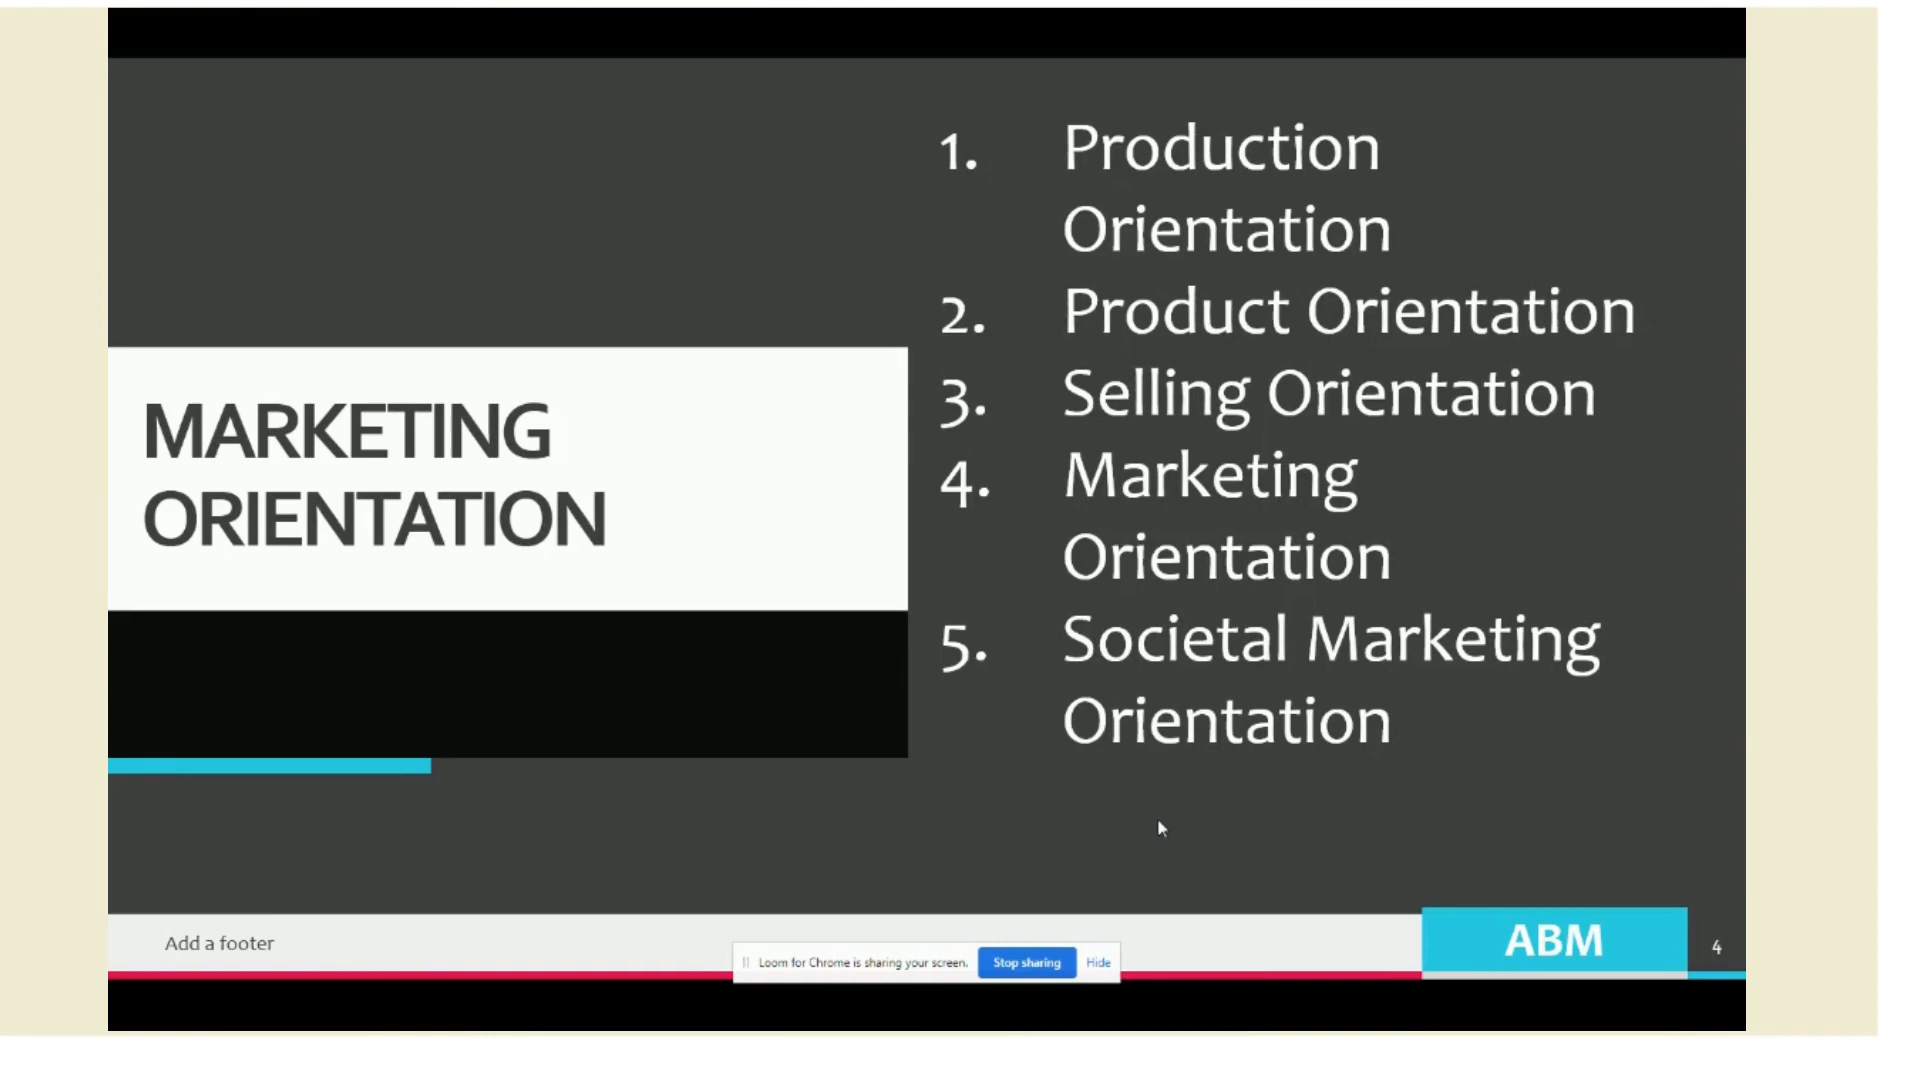 MARKETING
ORIENTATION
1. Production
Orientation
2. Product Orientation
3. Selling Orientation
4. Marketing
Orientation
5. Societal Marketing
Orientation
Add a footer
Loom for Chrome is sharing your screen. Stop sharing Hide
ABM
4